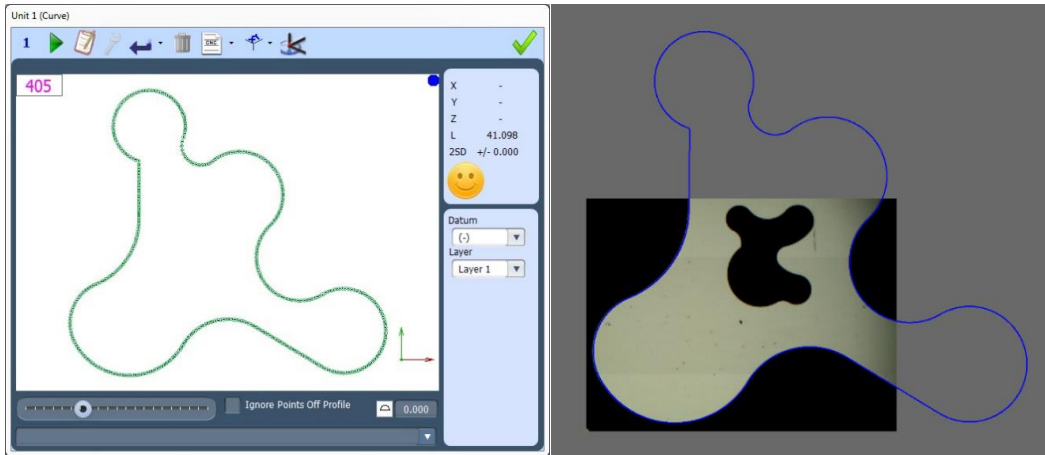 Unit 1 (Curve)
1
CNC
405
X -
Y -
Z -
L 41.098
2SD +/- 0.000
Datum
(-)
Layer
Layer 1
Ignore Points Off Profile
0.000